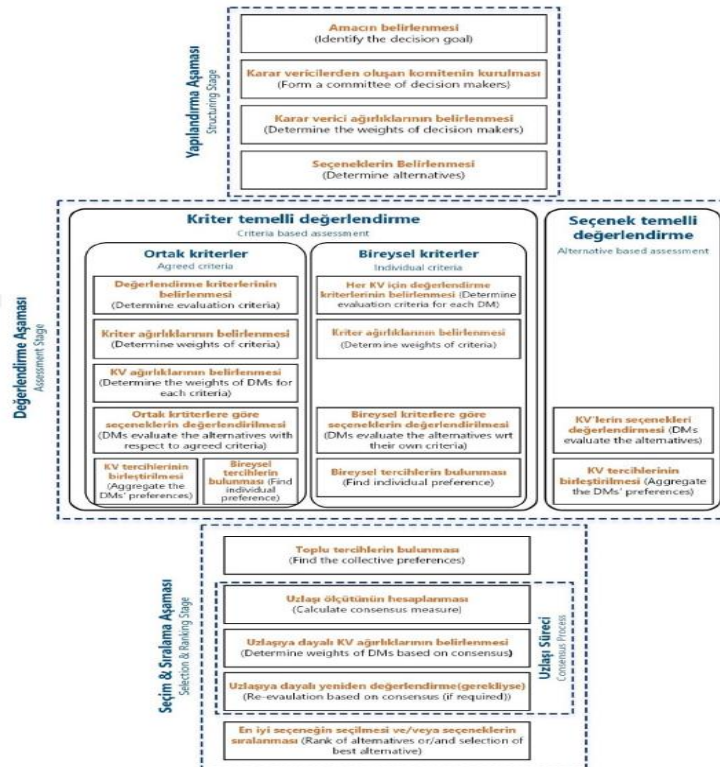 Yapılandırma Aşaması
Structuring Stage
Amacın belirlenmesi
(Identify the decision goal)
Karar vericilerden oluşan komitenin kurulması
(Form a committee of decision makers)
Karar verici ağırlıklarının belirlenmesi
(Determine the weights of decision makers)
Seçeneklerin Belirlenmesi
(Determine alternatives)
Değerlendirme Aşaması
Assessment Stage
Kriter temelli değerlendirme
Criteria based assessment
Ortak kriterler
Agreed criteria
Değerlendirme kriterlerinin
belirlenmesi
(Determine evaluation criteria)
Kriter ağırlıklarının belirlenmesi
(Determine weights of criteria)
KV ağırlıklarının belirlenmesi
(Determine the weights of DMs for
each criteria)
Ortak krtiterlere göre
seçeneklerin değerlendirilmesi
(DMs evaluate the alternatives with
respect to agreed criteria)
KV tercihlerinin
birleştirilmesi
(Aggregate the
DMs' preferences)
Bireysel
tercihlerin
bulunması (Find
individual
preference)
Bireysel kriterler
Individual criteria
Her KV için değerlendirme
kriterlerinin belirlenmesi (Determine
evaluation criteria for each DM)
Kriter ağırlıklarının belirlenmesi
(Determine weights of criteria)
Bireysel kriterlere göre
seçeneklerin değerlendirilmesi
(DMs evaluate the alternatives wrt
their own criteria)
Bireysel tercihlerin bulunması
(Find individual preference)
Seçenek temelli
değerlendirme
Alternative based assessment
KV'lerin seçenekleri
değerlendirmesi (DMs
evaluate the alternatives)
KV tercihlerinin
birleştirilmesi (Aggregate
the DMs' preferences)
Seçim & Sıralama Aşaması
Selection & Ranking Stage
Toplu tercihlerin bulunması
(Find the collective preferences)
Uzlaşı ölçütünün hesaplanması
(Calculate consensus measure)
Uzlaşıya dayalı KV ağırlıklarının belirlenmesi
(Determine weights of DMs based on consensus)
Uzlaşıya dayalı yeniden değerlendirme(gerekliyse)
(Re-evaulation based on consensus (if required))
Uzlaşı Süreci
Consensus Process
En iyi seçeneğin seçilmesi ve/veya seçeneklerin
sıralanması (Rank of alternatives or/and selection of
best alternative)